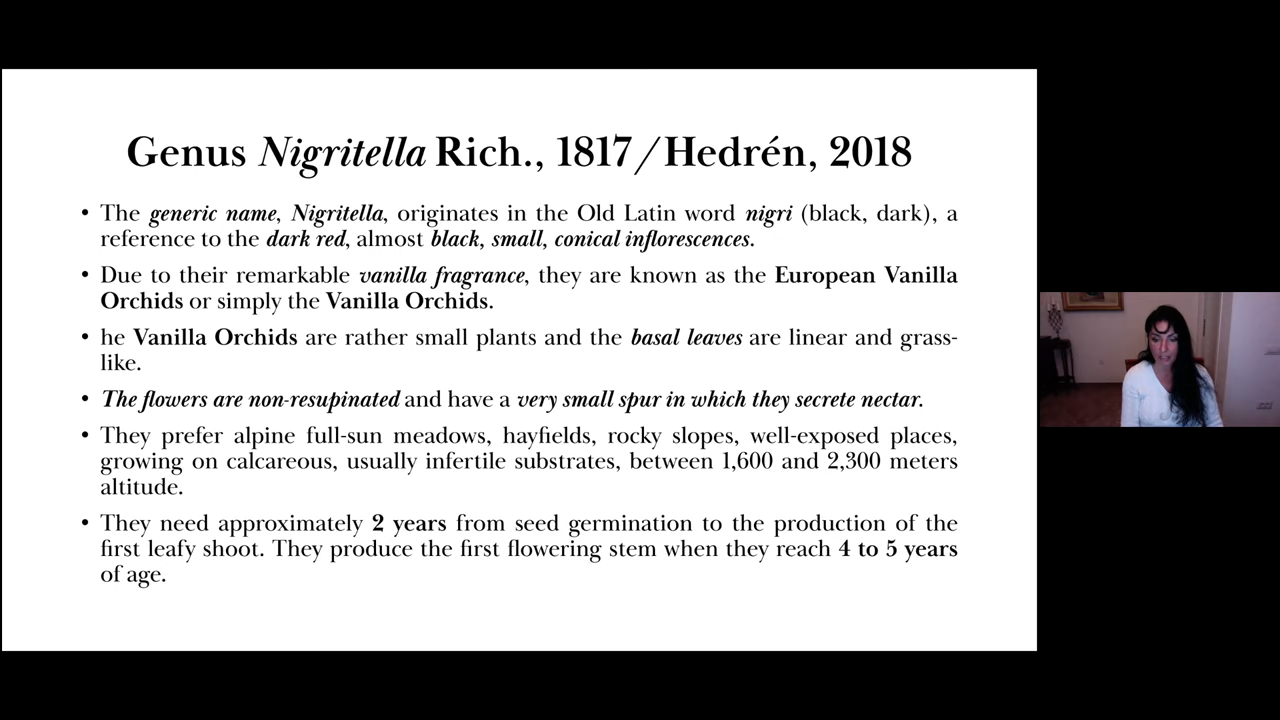 Genus Nigritella Rich., 1817/Hedrén, 2018
• The generic name, Nigritella, originates in the Old Latin word nigri (black, dark), a
reference to the dark red, almost black, small, conical inflorescences.
• Due to their remarkable vanilla fragrance, they are known as the European Vanilla
Orchids or simply the Vanilla Orchids.
• he Vanilla Orchids are rather small plants and the basal leaves are linear and grass-
like.
• The flowers are non-resupinated and have a very small spur in which they secrete nectar.
• They prefer alpine full-sun meadows, hayfields, rocky slopes, well-exposed places,
growing on calcareous, usually infertile substrates, between 1,600 and 2,300 meters
altitude.
• They need approximately 2 years from seed germination to the production of the
first leafy shoot. They produce the first flowering stem when they reach 4 to 5 years
of age.